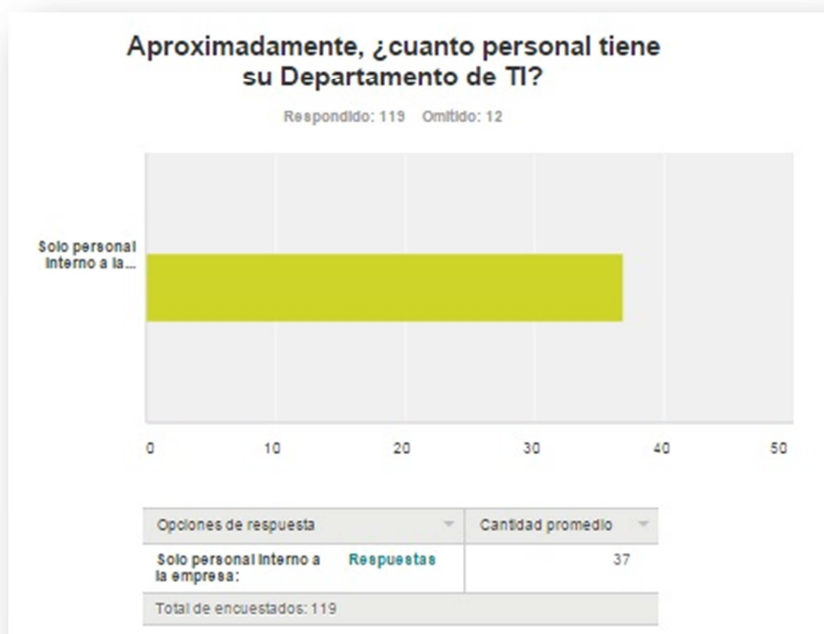 Aproximadamente, ¿cuanto personal tiene
su Departamento de TI?
Respondido: 119 Omitido: 12
Solo personal
interno a la...
0 10 20 30 40 50
Opciones de respuesta Cantidad promedio
Solo personal interno a Respuestas 37
la empresa:
Total de encuestados: 119